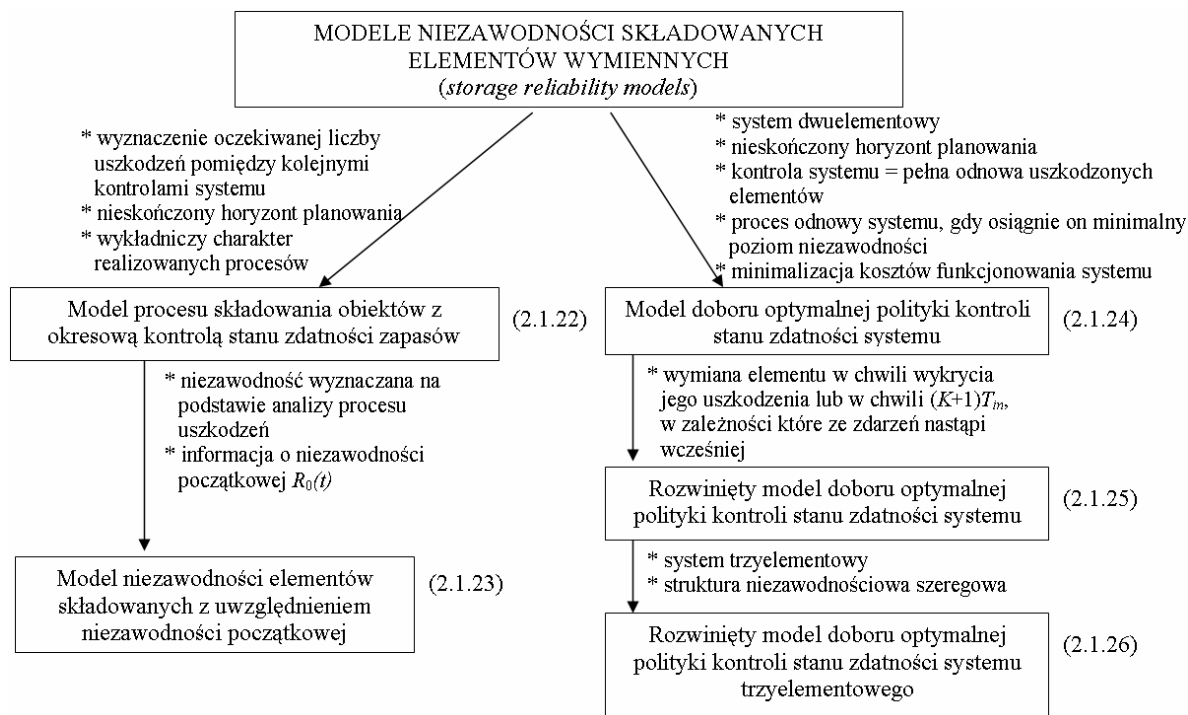 MODELE NIEZAWODNOŚCI SKŁADOWANYCH
ELEMENTÓW WYMIENNYCH
(storage reliability models)
* wyznaczenie oczekiwanej liczby
uszkodzeń pomiędzy kolejnymi
kontrolami systemu
* nieskończony horyzont planowania
* wykładniczy charakter
realizowanych procesów
* system dwuelementowy
* nieskończony horyzont planowania
* kontrola systemu = pełna odnowa uszkodzonych
elementów
* proces odnowy systemu, gdy osiągnie on minimalny
poziom niezawodności
* minimalizacja kosztów funkcjonowania systemu
Model procesu składowania obiektów z
okresową kontrolą stanu zdatności zapasów
(2.1.22)
Model doboru optymalnej polityki kontroli
stanu zdatności systemu
(2.1.24)
* niezawodność wyznaczana na
podstawie analizy procesu
uszkodzeń
* informacja o niezawodności
początkowej R0(t)
* wymiana elementu w chwili wykrycia
jego uszkodzenia lub w chwili (K+1)Tin,
w zależności które ze zdarzeń nastąpi
wcześniej
Rozwinięty model doboru optymalnej
polityki kontroli stanu zdatności systemu
(2.1.25)
* system trzyelementowy
* struktura niezawodnościowa szeregowa
Model niezawodności elementów
składowanych z uwzględnieniem
niezawodności początkowej
(2.1.23)
Rozwinięty model doboru optymalnej
polityki kontroli stanu zdatności systemu
trzyelementowego
(2.1.26)